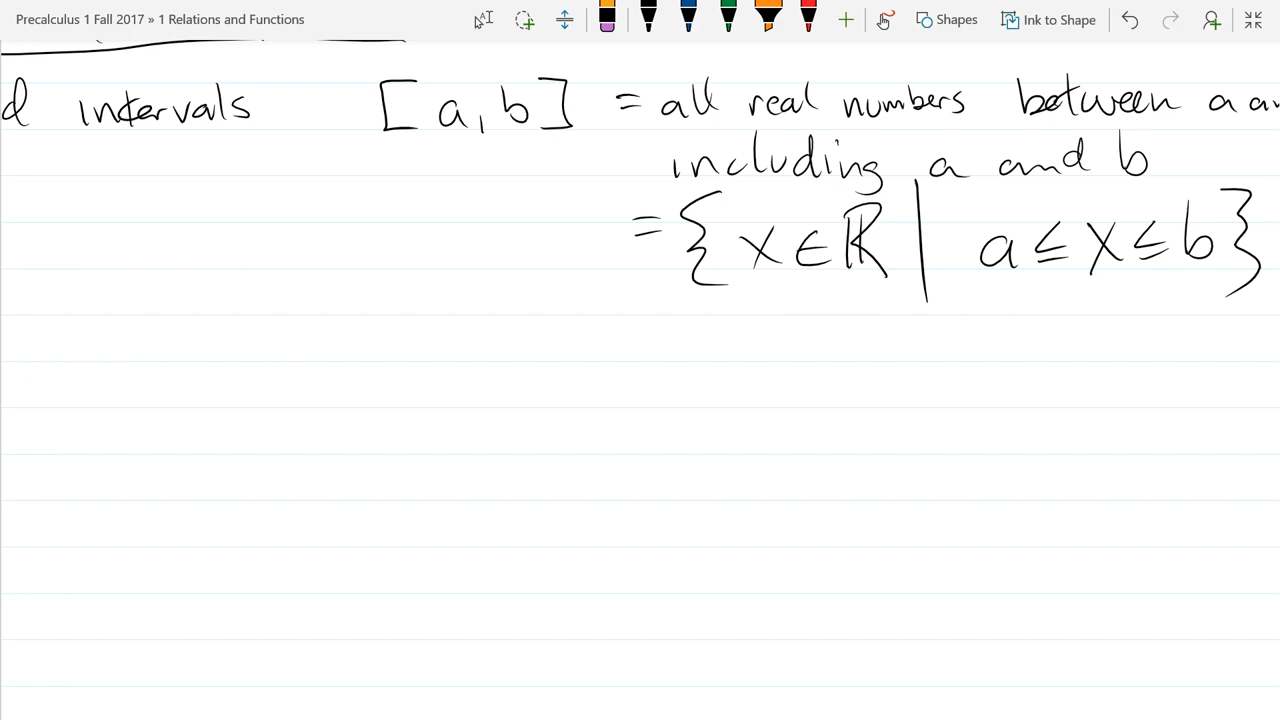 Precalculus 1 Fall 2017 » 1 Relations and Functions
Shapes
Ink to Shape
d intervals [a, b] = all real numbers between a an
including a and b
= {x ∈ ℝ | a ≤ x ≤ b}